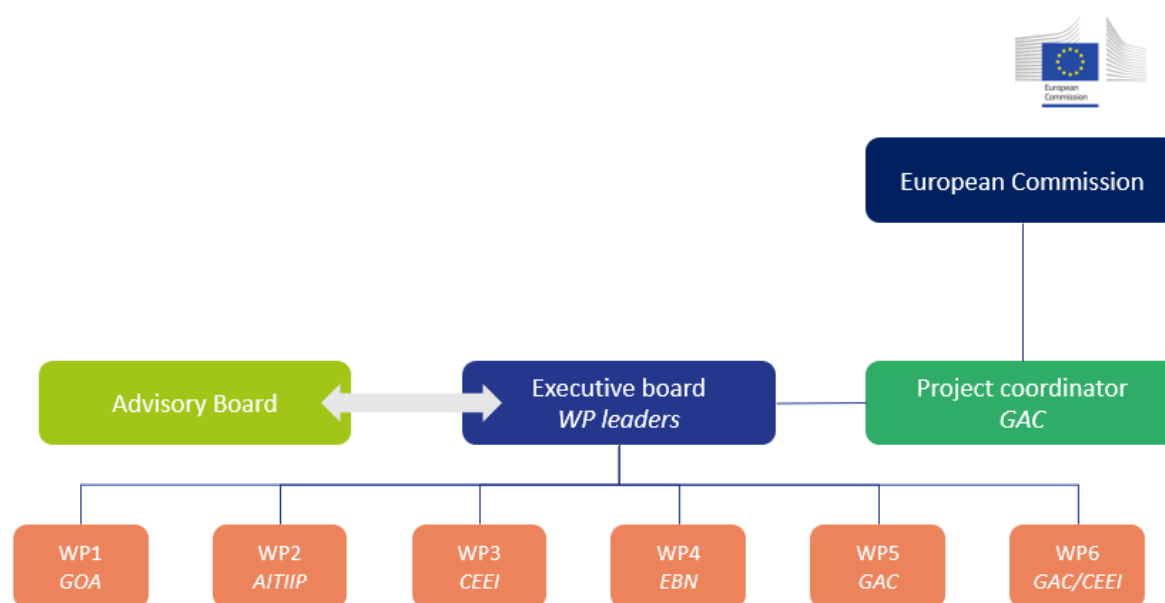 European
Commission
European Commission
Advisory Board
Executive board
WP leaders
Project coordinator
GAC
WP1
GOA
WP2
AITIIP
WP3
CEEI
WP4
EBN
WP5
GAC
WP6
GAC/CEEI